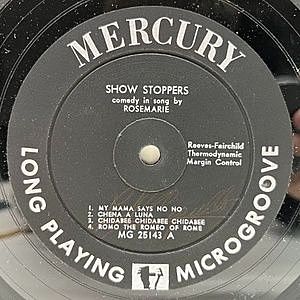 MERCURY
SHOW STOPPERS
comedy in song by
ROSEMARIE
Reeves-Fairchild
Thermodynamic
Margin Control
1. MY MAMA SAYS NO NO
2. CHENA A LUNA
3. CHIDABEE CHIDABEE CHIDABEE
4. ROMO THE ROMEO OF ROME
MG 25143 A
LONG PLAYING MICROGROOVE